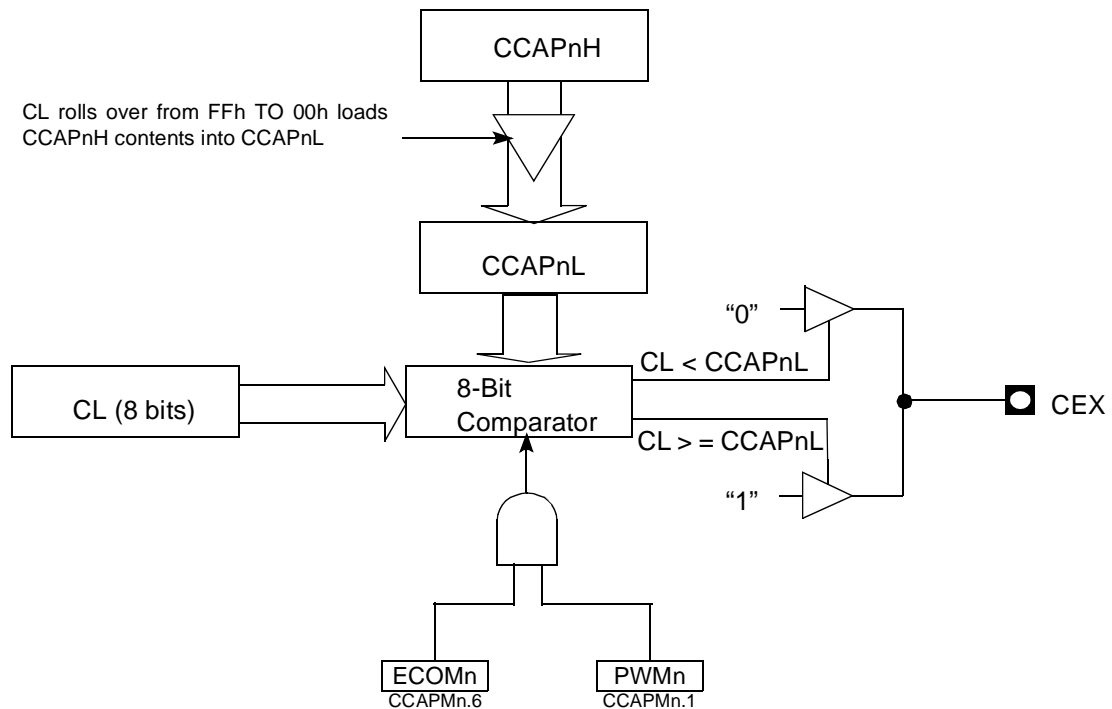 CCAPnH
CL rolls over from FFh TO 00h loads
CCAPnH contents into CCAPnL
CCAPnL
“0”
CL < CCAPnL
CL (8 bits)
8-Bit
Comparator
CEX
CL > = CCAPnL
“1”
ECOMn
CCAPMn.6
PWMn
CCAPMn.1